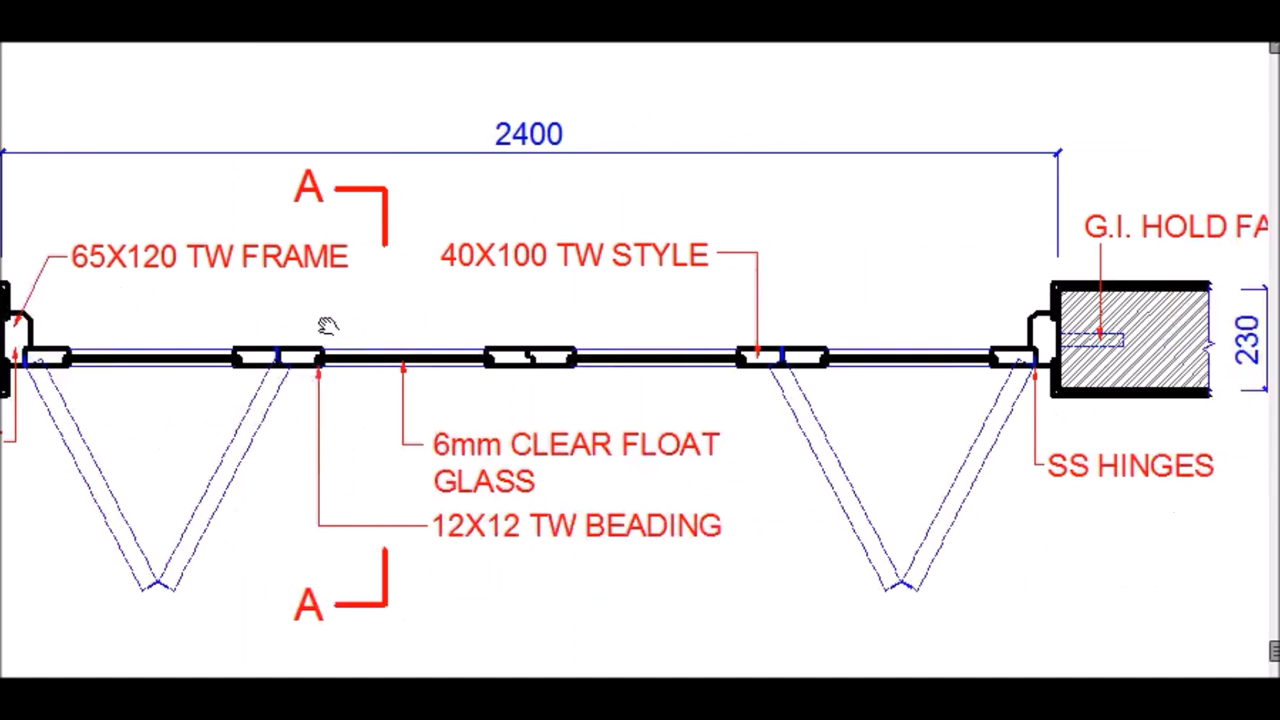 2400
A
G.I. HOLD FA
65X120 TW FRAME
40X100 TW STYLE
230
6mm CLEAR FLOAT
GLASS
SS HINGES
12X12 TW BEADING
A